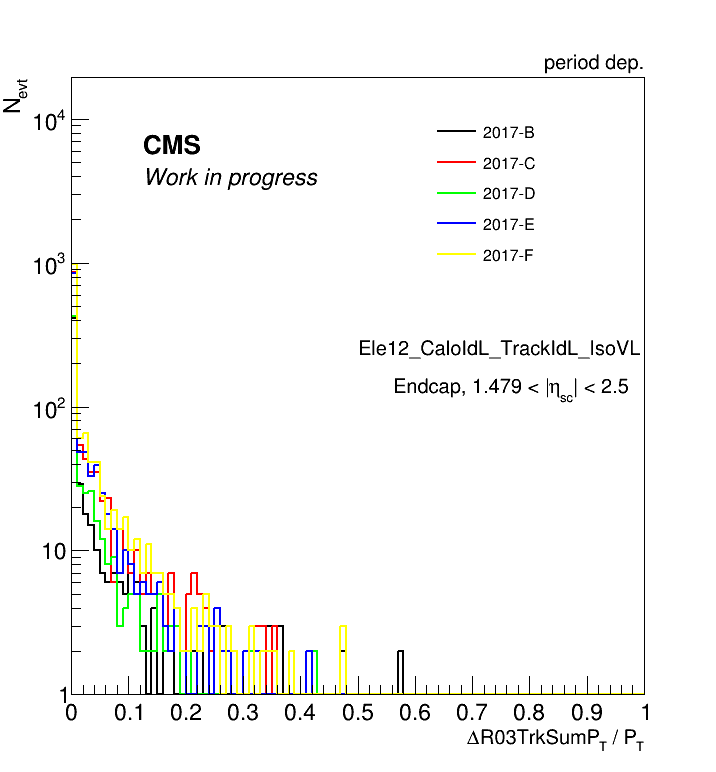 period dep.
N_evt
CMS
Work in progress
2017-B
2017-C
2017-D
2017-E
2017-F
Ele12_CaloIdL_TrackIdL_IsoVL
Endcap, 1.479 < |η_sc| < 2.5
10^4
10^3
10^2
10
1
0 0.1 0.2 0.3 0.4 0.5 0.6 0.7 0.8 0.9 1
ΔR03TrkSumP_T / P_T